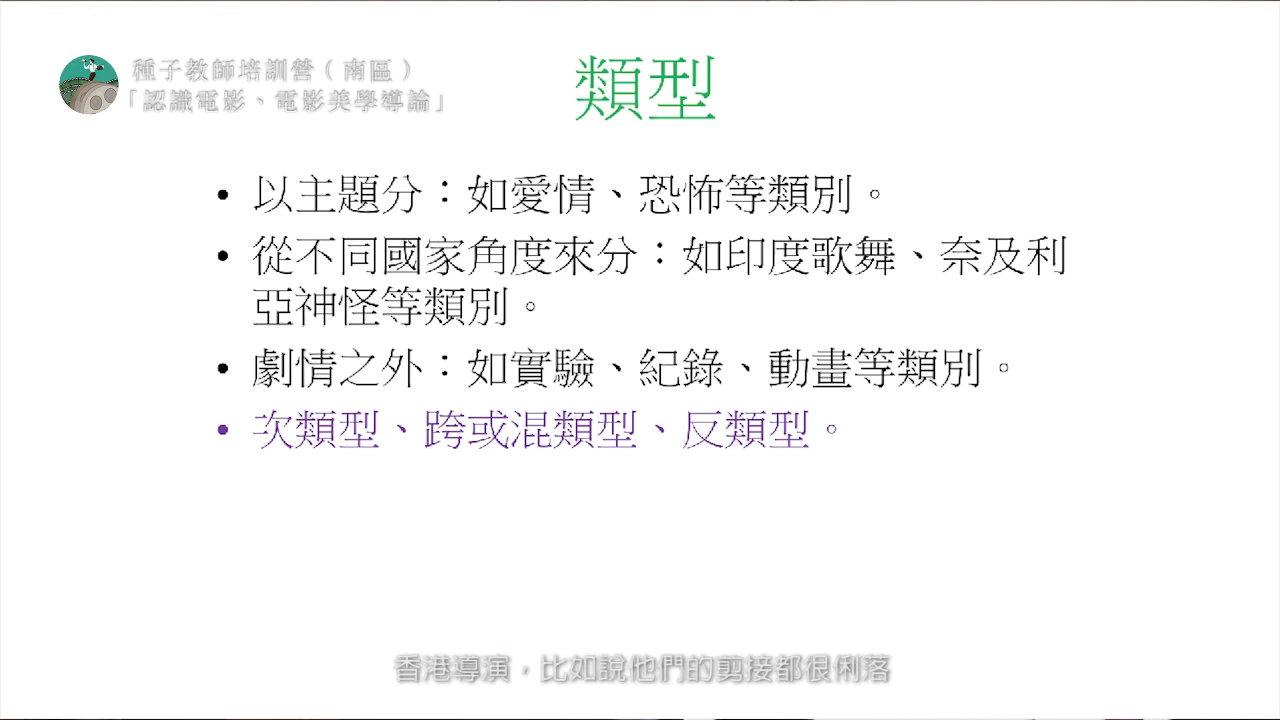 種子教師培訓營（南區）
「認識電影、電影美學導論」
類型
• 以主題分：如愛情、恐怖等類別。
• 從不同國家角度來分：如印度歌舞、奈及利
亞神怪等類別。
• 劇情之外：如實驗、紀錄、動畫等類別。
• 次類型、跨或混類型、反類型。
香港導演，比如說他們的剪接都很俐落